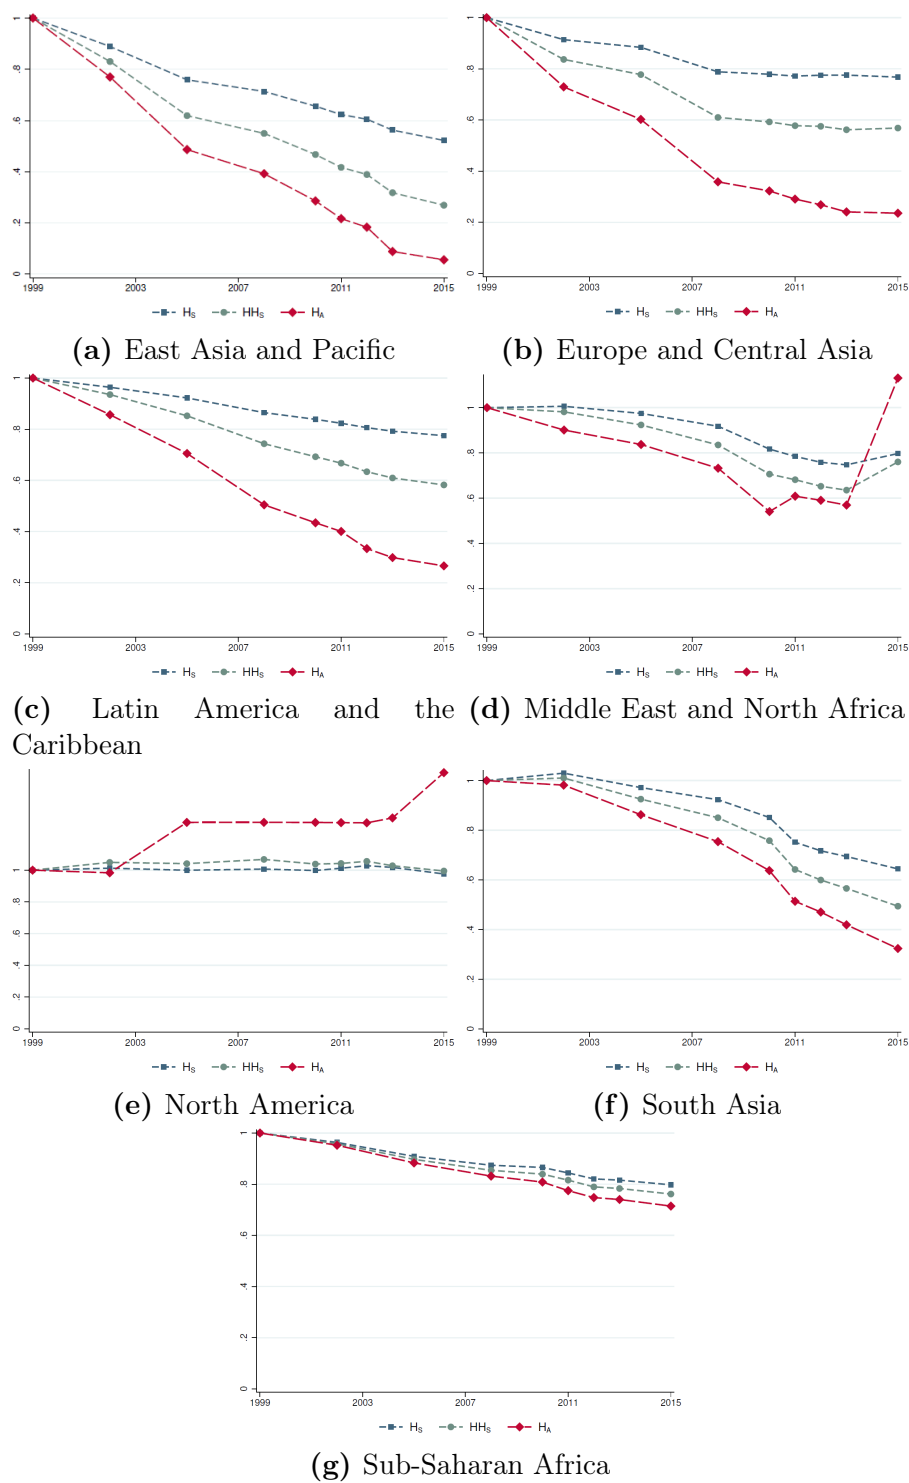 1
.8
.6
.4
.2
0
1999 2003 2007 2011 2015
H_S HH_S H_A
(a) East Asia and Pacific
1
.8
.6
.4
.2
0
1999 2003 2007 2011 2015
H_S HH_S H_A
(b) Europe and Central Asia
1
.8
.6
.4
.2
0
1999 2003 2007 2011 2015
H_S HH_S H_A
(c) Latin America and the
Caribbean
1
.8
.6
.4
.2
0
1999 2003 2007 2011 2015
H_S HH_S H_A
(d) Middle East and North Africa
1
.8
.6
.4
.2
0
1999 2003 2007 2011 2015
H_S HH_S H_A
(e) North America
1
.8
.6
.4
.2
0
1999 2003 2007 2011 2015
H_S HH_S H_A
(f) South Asia
1
.8
.6
.4
.2
0
1999 2003 2007 2011 2015
H_S HH_S H_A
(g) Sub-Saharan Africa